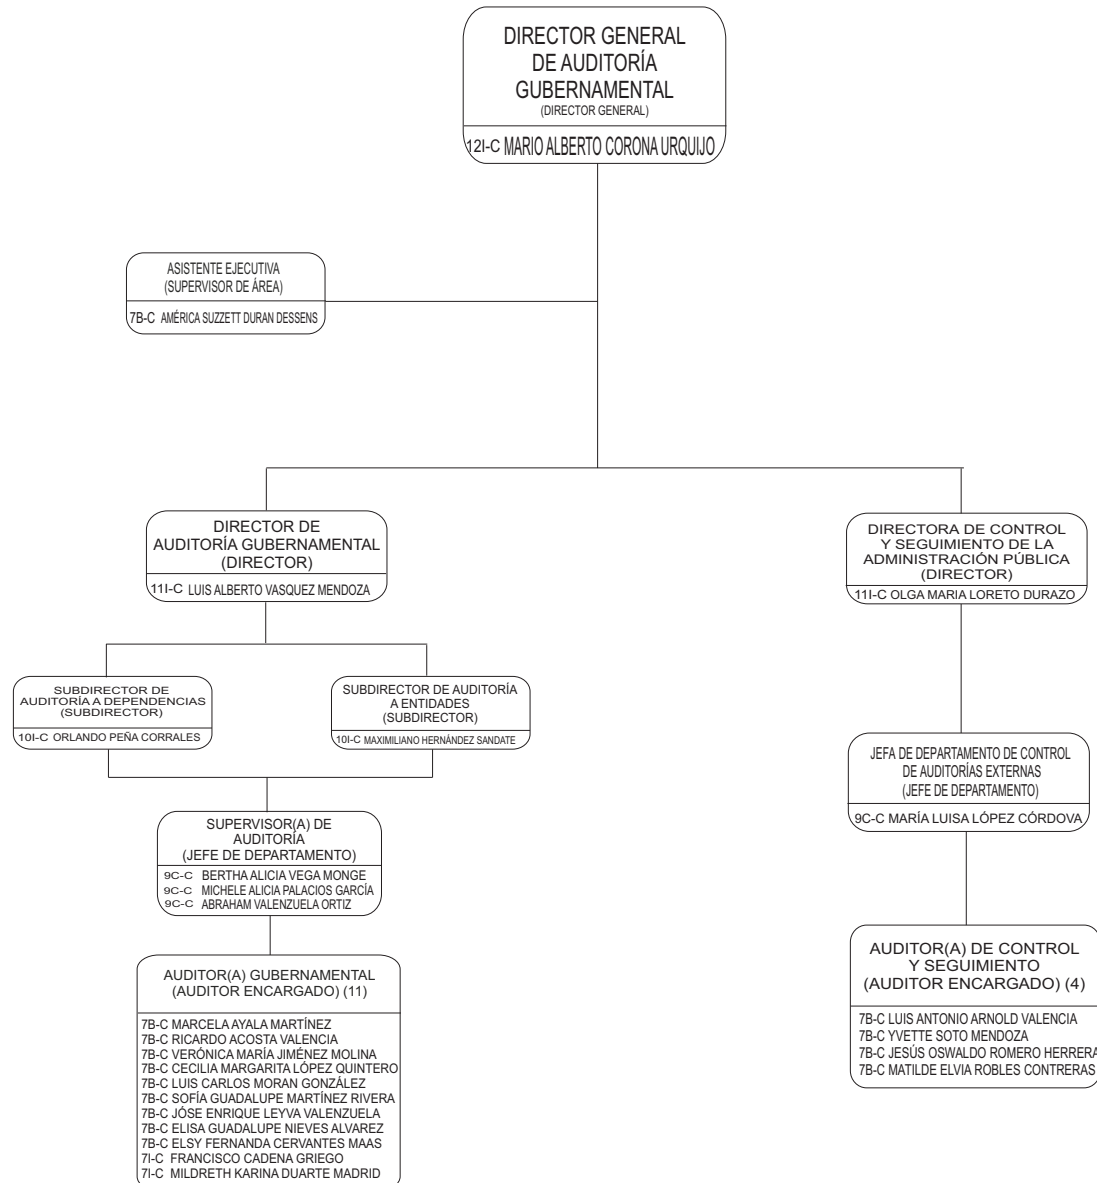 DIRECTOR GENERAL
DE AUDITORÍA
GUBERNAMENTAL
(DIRECTOR GENERAL)
12I-C MARIO ALBERTO CORONA URQUIJO
ASISTENTE EJECUTIVA
(SUPERVISOR DE ÁREA)
7B-C AMÉRICA SUZZETT DURAN DESSENS
DIRECTOR DE
AUDITORÍA GUBERNAMENTAL
(DIRECTOR)
11I-C LUIS ALBERTO VASQUEZ MENDOZA
DIRECTORA DE CONTROL
Y SEGUIMIENTO DE LA
ADMINISTRACIÓN PÚBLICA
(DIRECTOR)
11I-C OLGA MARIA LORETO DURAZO
SUBDIRECTOR DE
AUDITORÍA A DEPENDENCIAS
(SUBDIRECTOR)
10I-C ORLANDO PEÑA CORRALES
SUBDIRECTOR DE AUDITORÍA
A ENTIDADES
(SUBDIRECTOR)
10I-C MAXIMILIANO HERNÁNDEZ SANDATE
JEFA DE DEPARTAMENTO DE CONTROL
DE AUDITORÍAS EXTERNAS
(JEFE DE DEPARTAMENTO)
9C-C MARÍA LUISA LÓPEZ CÓRDOVA
SUPERVISOR(A) DE
AUDITORÍA
(JEFE DE DEPARTAMENTO)
9C-C BERTHA ALICIA VEGA MONGE
9C-C MICHELE ALICIA PALACIOS GARCÍA
9C-C ABRAHAM VALENZUELA ORTIZ
AUDITOR(A) GUBERNAMENTAL
(AUDITOR ENCARGADO) (11)
7B-C MARCELA AYALA MARTÍNEZ
7B-C RICARDO ACOSTA VALENCIA
7B-C VERÓNICA MARÍA JIMÉNEZ MOLINA
7B-C CECILIA MARGARITA LÓPEZ QUINTERO
7B-C LUIS CARLOS MORAN GONZÁLEZ
7B-C SOFÍA GUADALUPE MARTÍNEZ RIVERA
7B-C JÓSE ENRIQUE LEYVA VALENZUELA
7B-C ELISA GUADALUPE NIEVES ALVAREZ
7B-C ELSY FERNANDA CERVANTES MAAS
7I-C FRANCISCO CADENA GRIEGO
7I-C MILDRETH KARINA DUARTE MADRID
AUDITOR(A) DE CONTROL
Y SEGUIMIENTO
(AUDITOR ENCARGADO) (4)
7B-C LUIS ANTONIO ARNOLD VALENCIA
7B-C YVETTE SOTO MENDOZA
7B-C JESÚS OSWALDO ROMERO HERRERA
7B-C MATILDE ELVIA ROBLES CONTRERAS